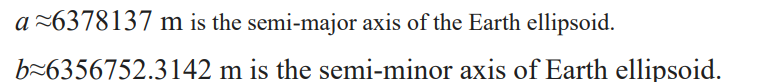 a ≈6378137 m is the semi-major axis of the Earth ellipsoid.
b≈6356752.3142 m is the semi-minor axis of Earth ellipsoid.